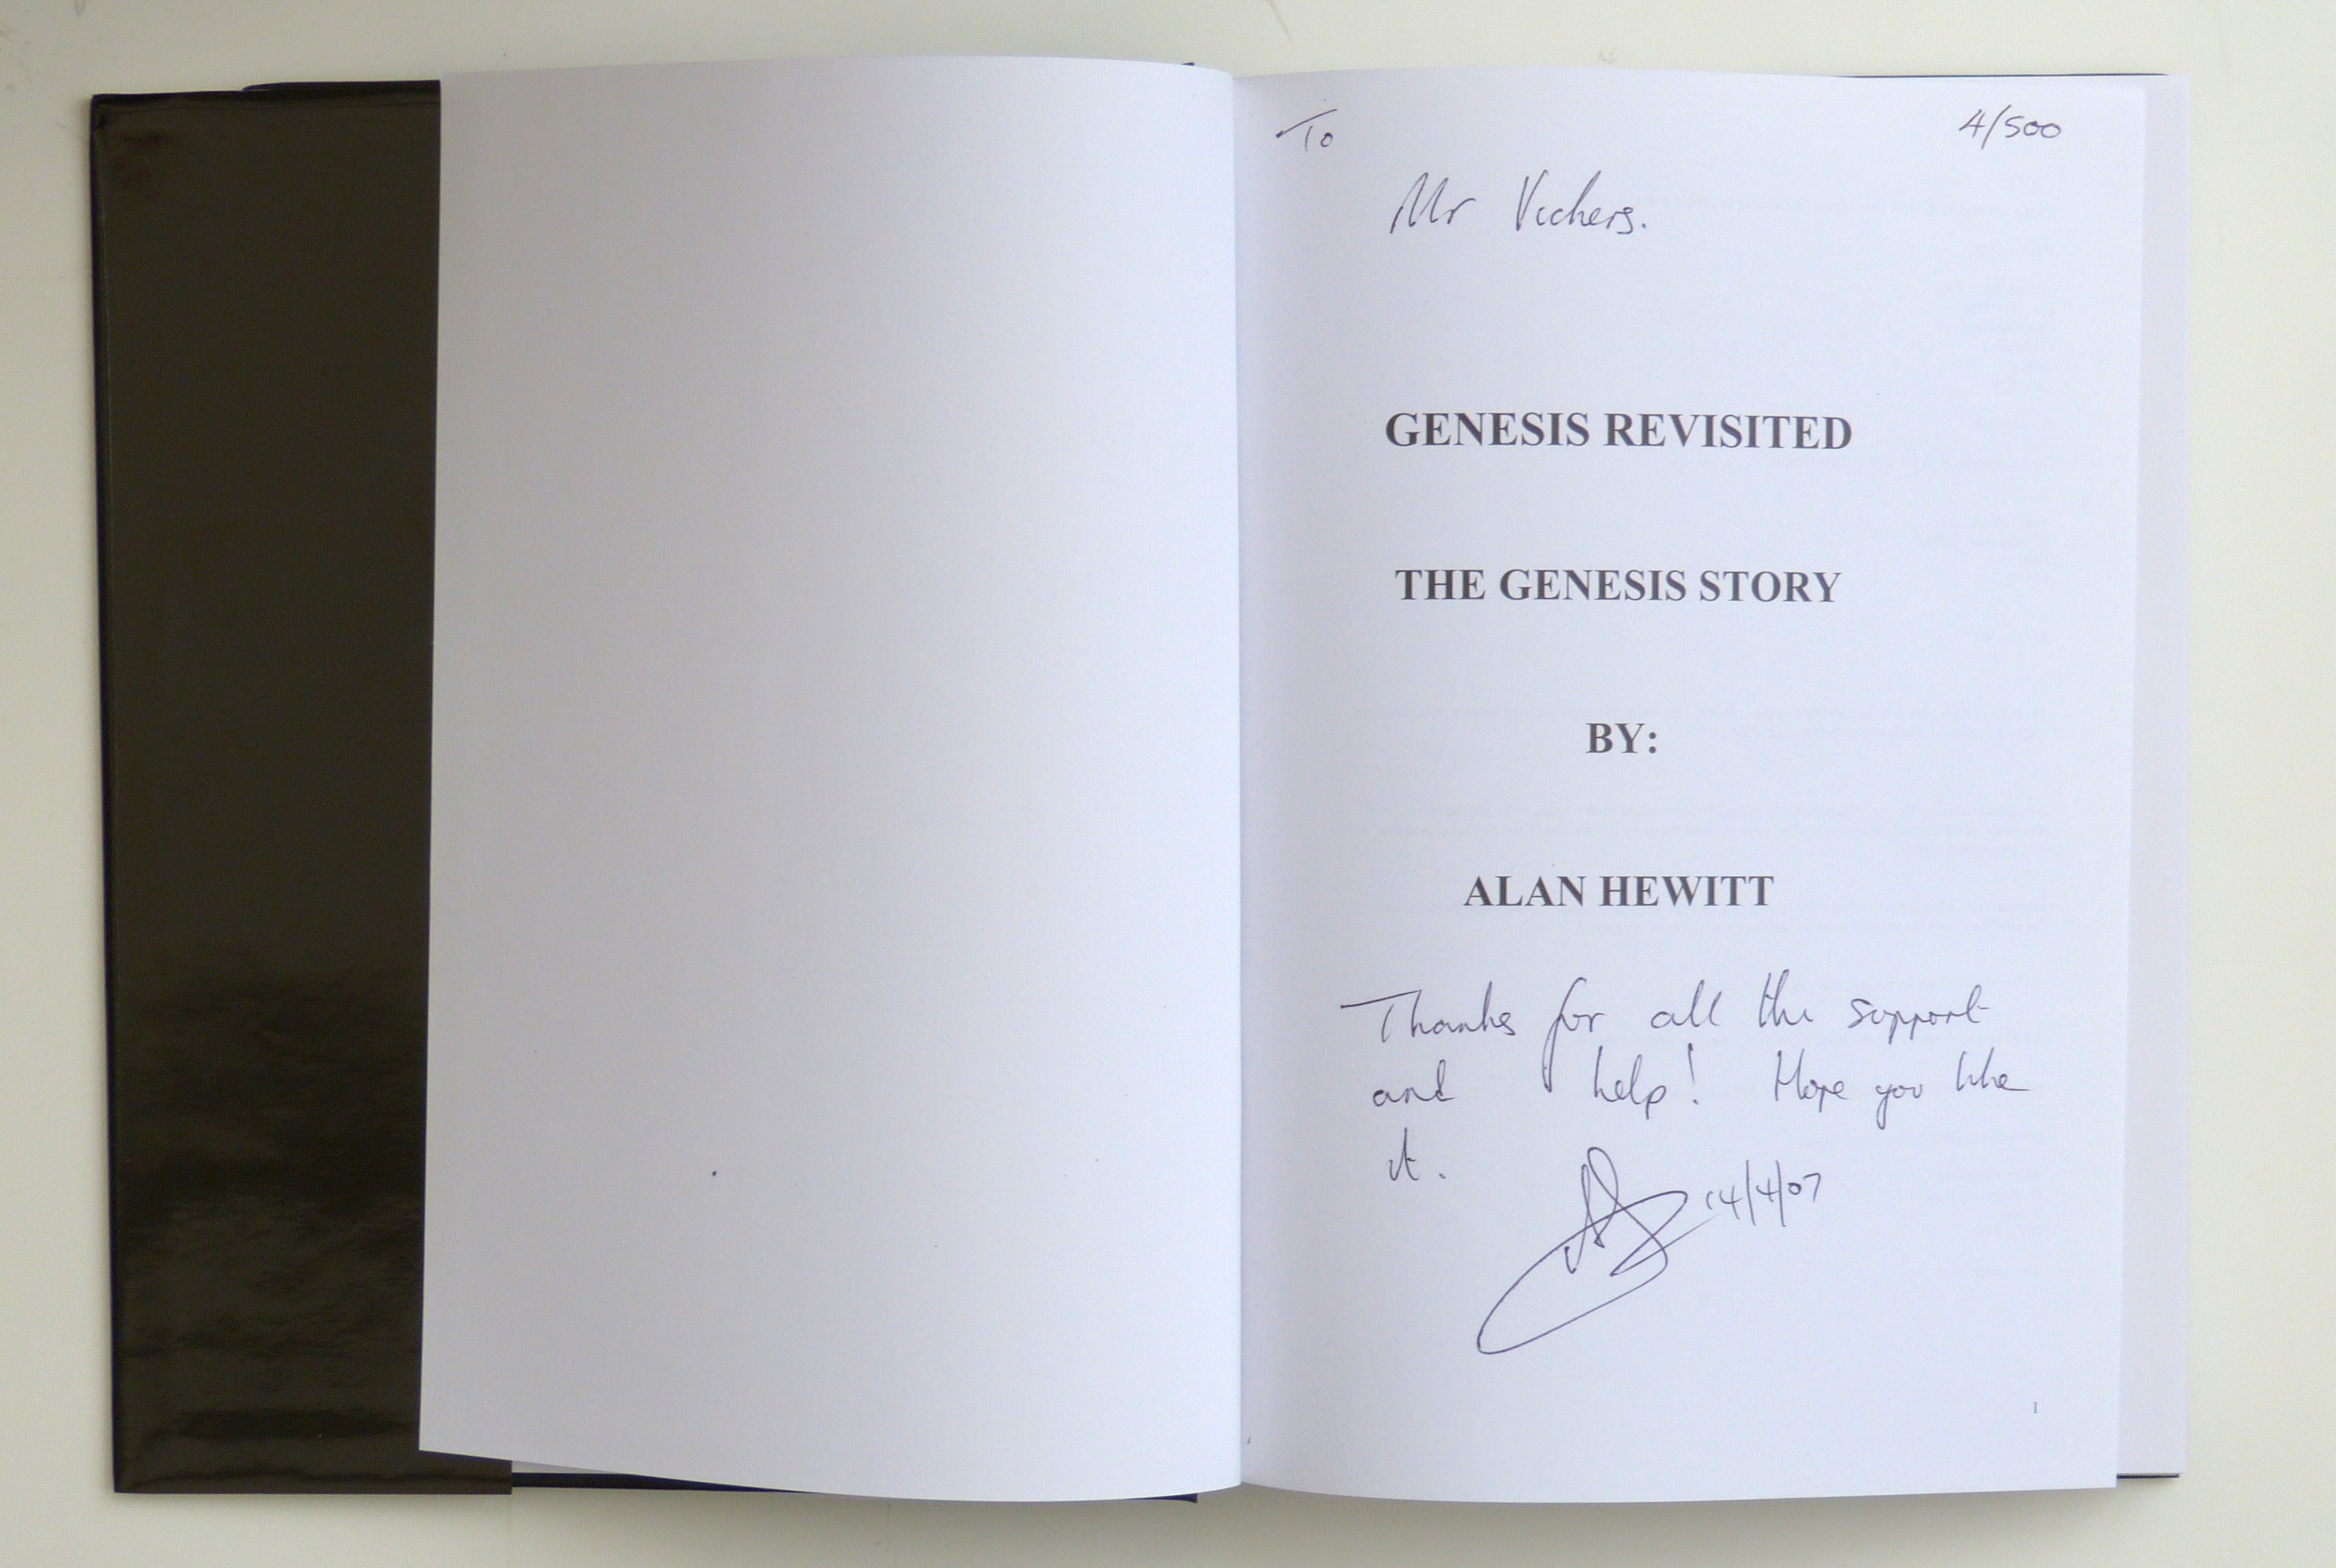 To
4/500
Mr Vickers.
GENESIS REVISITED
THE GENESIS STORY
BY:
ALAN HEWITT
Thanks for all the support
and help! Hope you like
it.
14/4/07
1